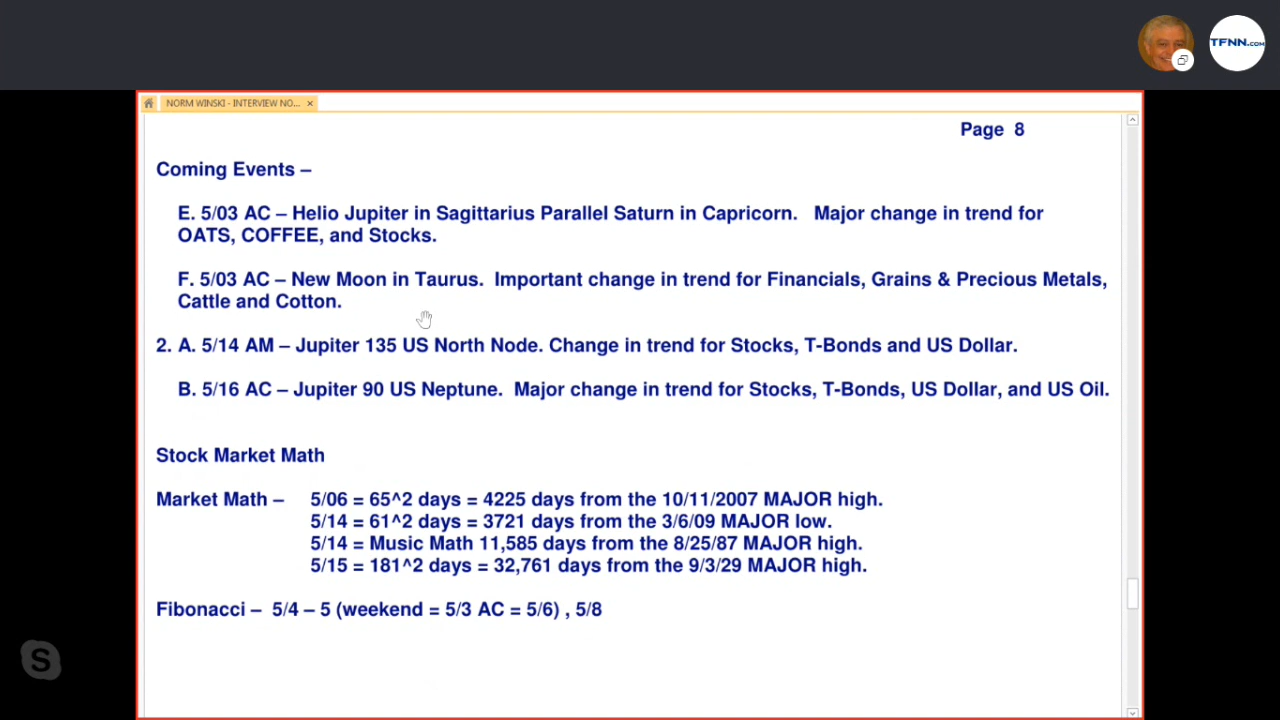 TFNN.COM
NORM WINSKI - INTERVIEW NO...
Page 8
Coming Events –
E. 5/03 AC – Helio Jupiter in Sagittarius Parallel Saturn in Capricorn. Major change in trend for
OATS, COFFEE, and Stocks.
F. 5/03 AC – New Moon in Taurus. Important change in trend for Financials, Grains & Precious Metals,
Cattle and Cotton.
2. A. 5/14 AM – Jupiter 135 US North Node. Change in trend for Stocks, T-Bonds and US Dollar.
B. 5/16 AC – Jupiter 90 US Neptune. Major change in trend for Stocks, T-Bonds, US Dollar, and US Oil.
Stock Market Math
Market Math – 5/06 = 65^2 days = 4225 days from the 10/11/2007 MAJOR high.
5/14 = 61^2 days = 3721 days from the 3/6/09 MAJOR low.
5/14 = Music Math 11,585 days from the 8/25/87 MAJOR high.
5/15 = 181^2 days = 32,761 days from the 9/3/29 MAJOR high.
Fibonacci – 5/4 – 5 (weekend = 5/3 AC = 5/6) , 5/8
S